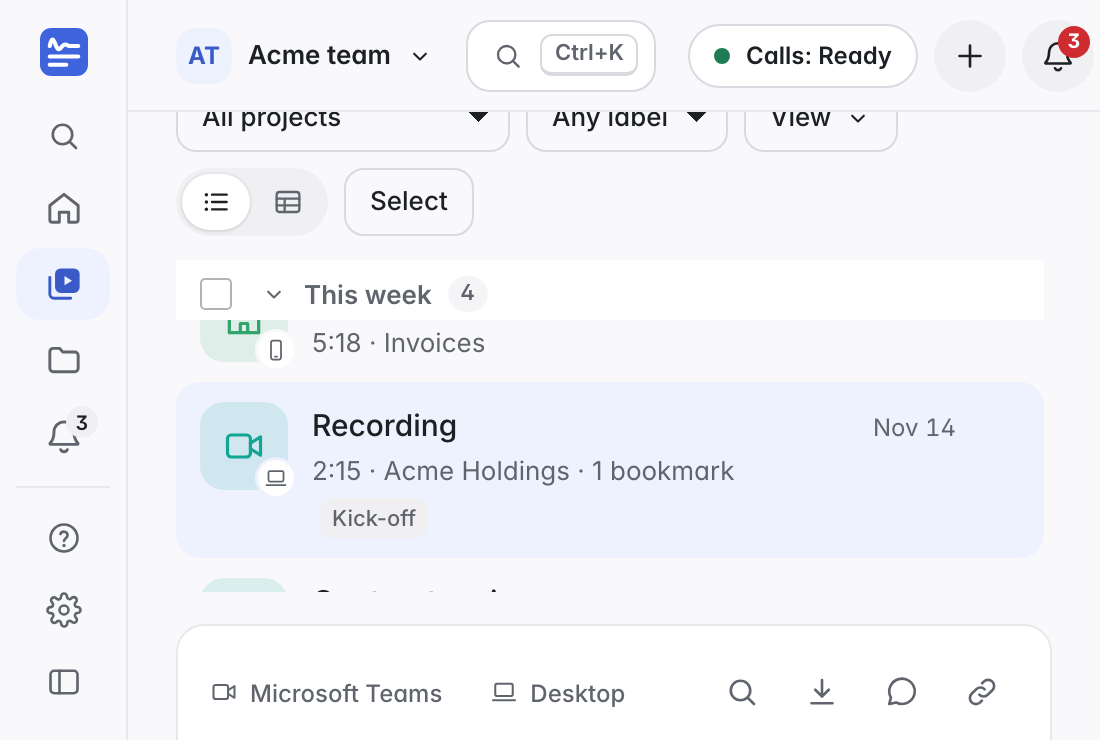 AT Acme team Ctrl+K Calls: Ready 3
All projects Any label View
Select
This week 4
5:18 · Invoices
Recording Nov 14
2:15 · Acme Holdings · 1 bookmark
3
Kick-off
Microsoft Teams Desktop